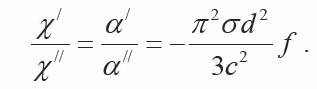 χ′/χ″ = α′/α″ = −π²σd²/3c² f .